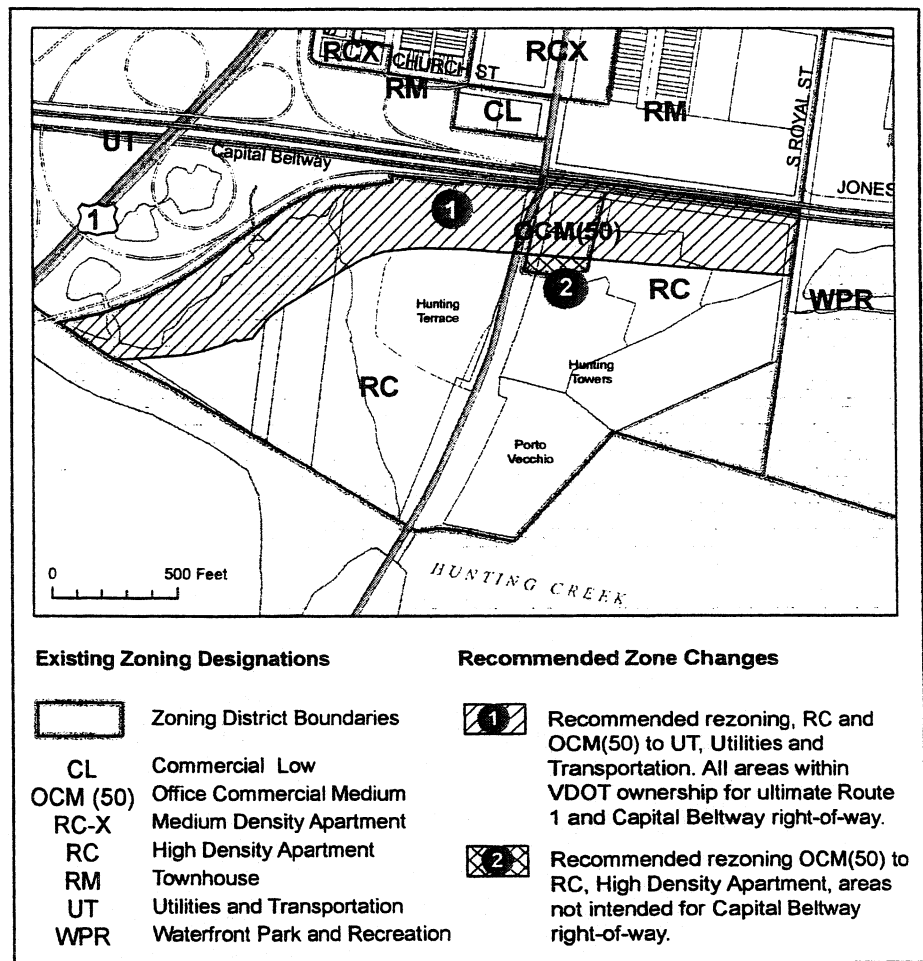 RCX
CHURCH ST
RCX
RM
CL
RM
S ROYAL ST
UT
Capital Beltway
JONES
1
1
OCM(50)
2
RC
WPR
Hunting
Terrace
Hunting
Towers
RC
Porto
Vecchio
0 500 Feet
HUNTING CREEK
Existing Zoning Designations
Zoning District Boundaries
CL Commercial Low
OCM (50) Office Commercial Medium
RC-X Medium Density Apartment
RC High Density Apartment
RM Townhouse
UT Utilities and Transportation
WPR Waterfront Park and Recreation
Recommended Zone Changes
1 Recommended rezoning, RC and
OCM(50) to UT, Utilities and
Transportation. All areas within
VDOT ownership for ultimate Route
1 and Capital Beltway right-of-way.
2 Recommended rezoning OCM(50) to
RC, High Density Apartment, areas
not intended for Capital Beltway
right-of-way.